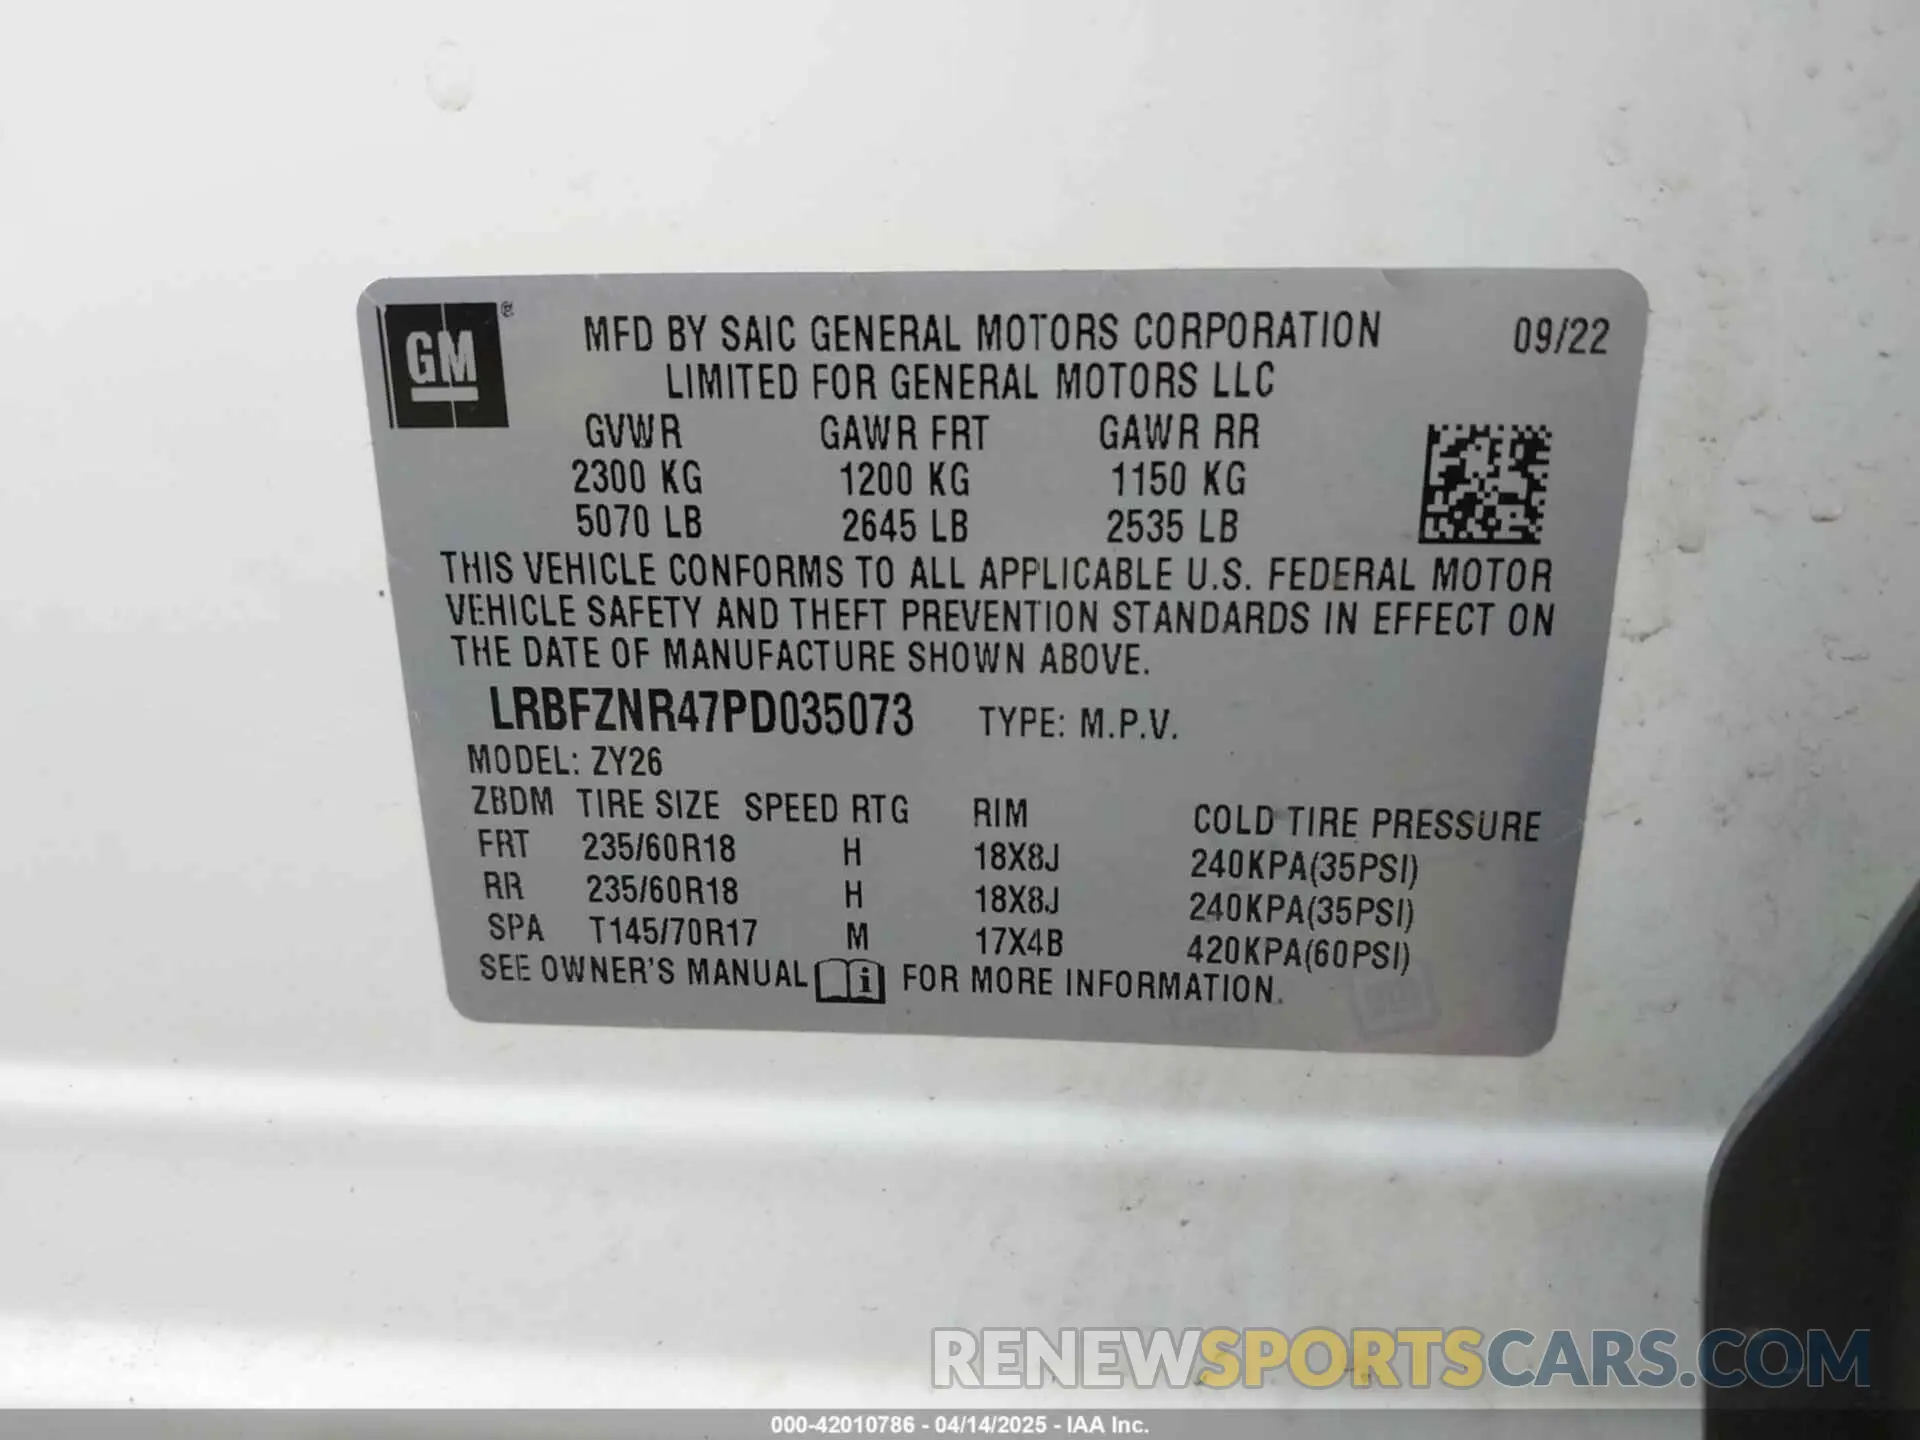 GM ®
MFD BY SAIC GENERAL MOTORS CORPORATION 09/22
LIMITED FOR GENERAL MOTORS LLC
GVWR GAWR FRT GAWR RR
2300 KG 1200 KG 1150 KG
5070 LB 2645 LB 2535 LB
THIS VEHICLE CONFORMS TO ALL APPLICABLE U.S. FEDERAL MOTOR
VEHICLE SAFETY AND THEFT PREVENTION STANDARDS IN EFFECT ON
THE DATE OF MANUFACTURE SHOWN ABOVE.
LRBFZNR47PD035073 TYPE: M.P.V.
MODEL: ZY26
ZBDM TIRE SIZE SPEED RTG RIM COLD TIRE PRESSURE
FRT 235/60R18 H 18X8J 240KPA(35PSI)
RR 235/60R18 H 18X8J 240KPA(35PSI)
SPA T145/70R17 M 17X4B 420KPA(60PSI)
SEE OWNER'S MANUAL i FOR MORE INFORMATION.
RENEWSPORTSCARS.COM
000-42010786 - 04/14/2025 - IAA Inc.